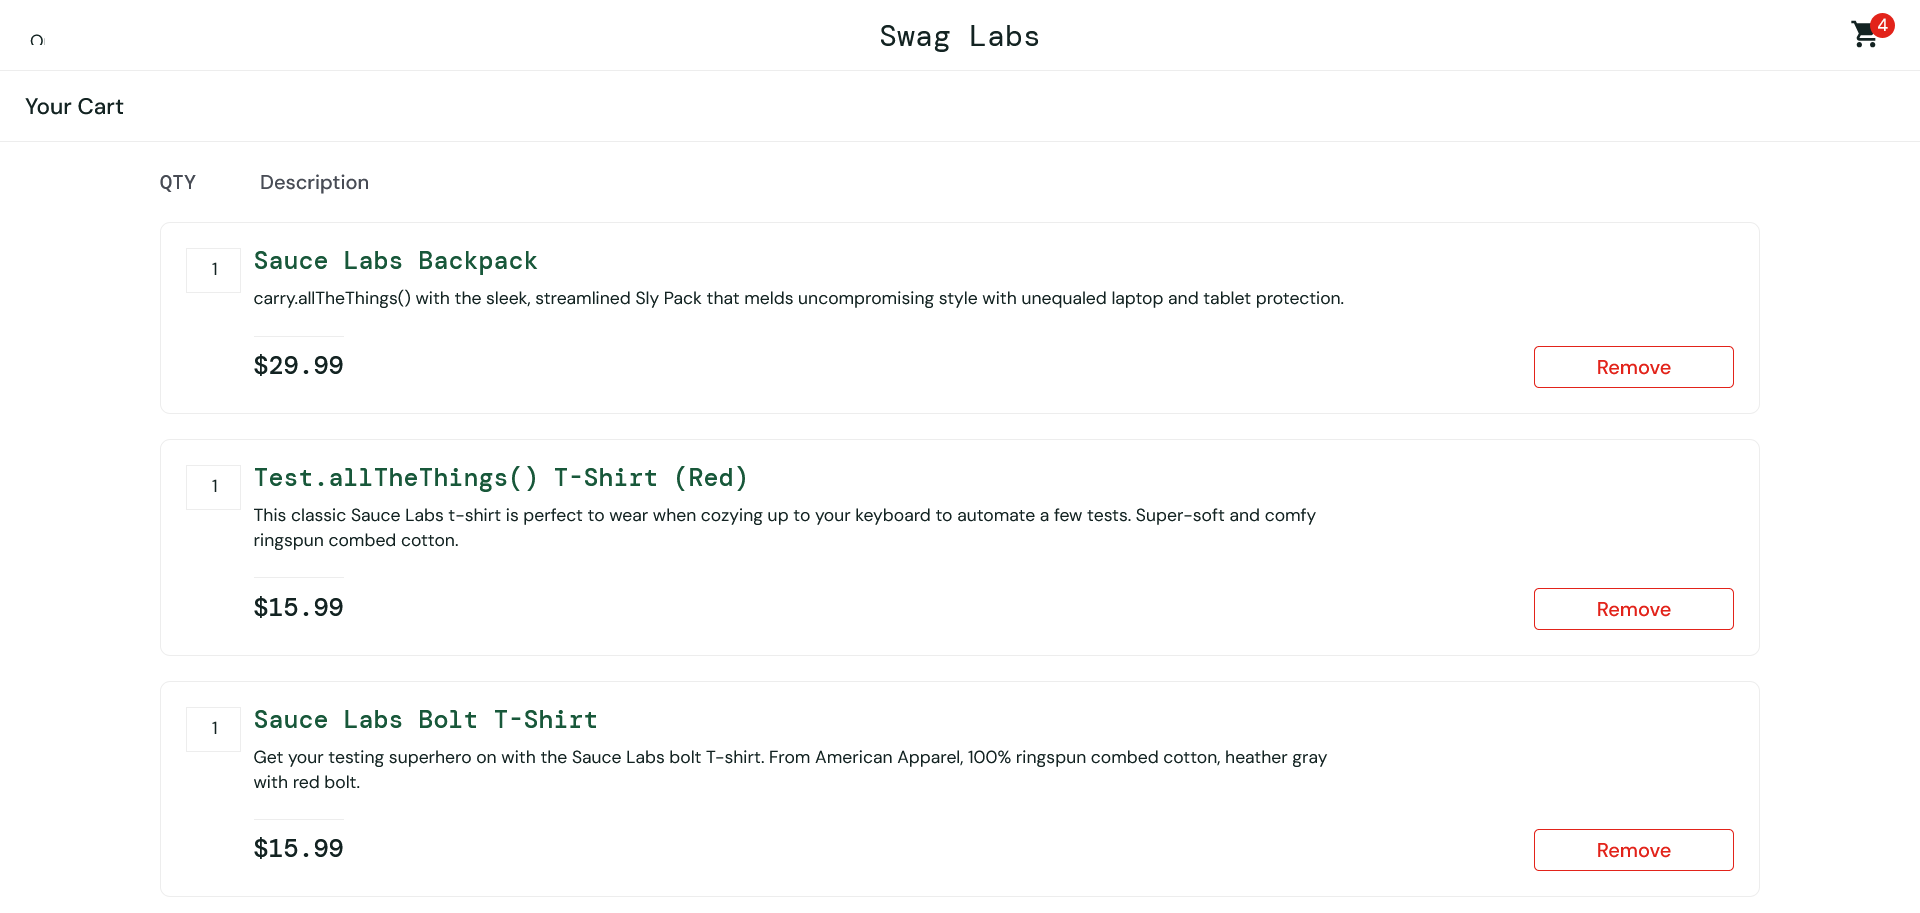 Swag Labs
4
Your Cart
QTY Description
1
Sauce Labs Backpack
carry.allTheThings() with the sleek, streamlined Sly Pack that melds uncompromising style with unequaled laptop and tablet protection.
$29.99
Remove
1
Test.allTheThings() T-Shirt (Red)
This classic Sauce Labs t-shirt is perfect to wear when cozying up to your keyboard to automate a few tests. Super-soft and comfy
ringspun combed cotton.
$15.99
Remove
1
Sauce Labs Bolt T-Shirt
Get your testing superhero on with the Sauce Labs bolt T-shirt. From American Apparel, 100% ringspun combed cotton, heather gray
with red bolt.
$15.99
Remove